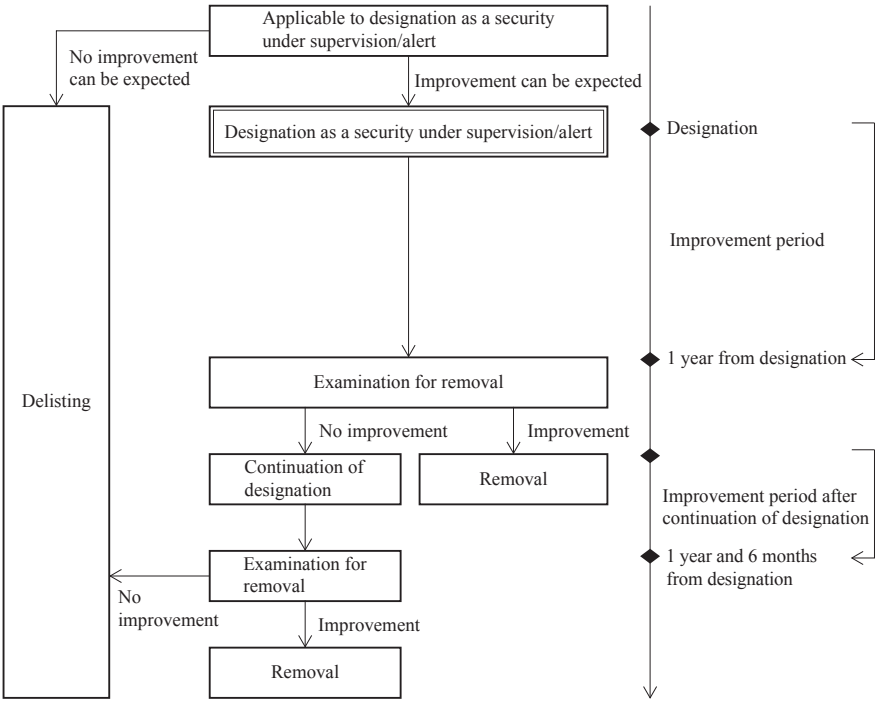 Applicable to designation as a security
under supervision/alert
No improvement
can be expected
Improvement can be expected
Designation as a security under supervision/alert
Designation
Improvement period
Examination for removal
1 year from designation
Delisting
No improvement
Improvement
Continuation of
designation
Removal
Improvement period after
continuation of designation
Examination for
removal
1 year and 6 months
from designation
No
improvement
Improvement
Removal